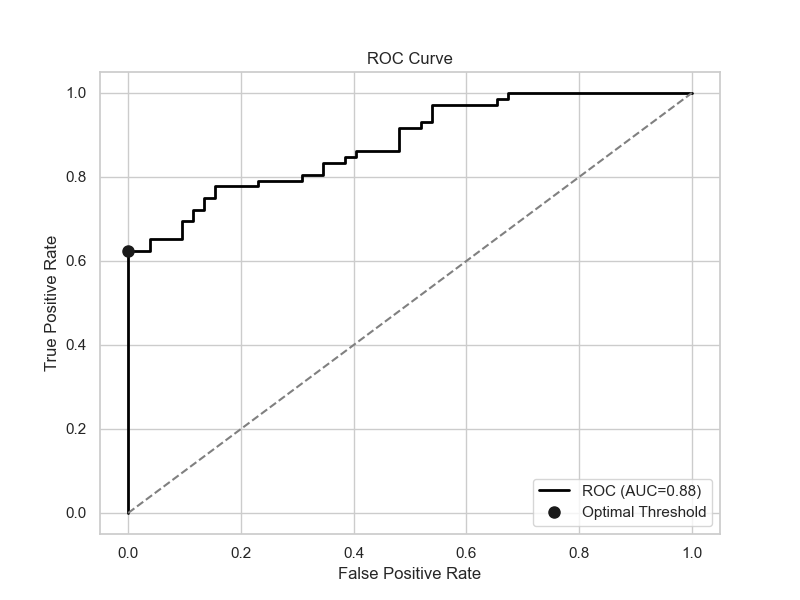 ROC Curve
1.0
0.8
0.6
0.4
0.2
0.0
True Positive Rate
0.0 0.2 0.4 0.6 0.8 1.0
False Positive Rate
ROC (AUC=0.88)
Optimal Threshold